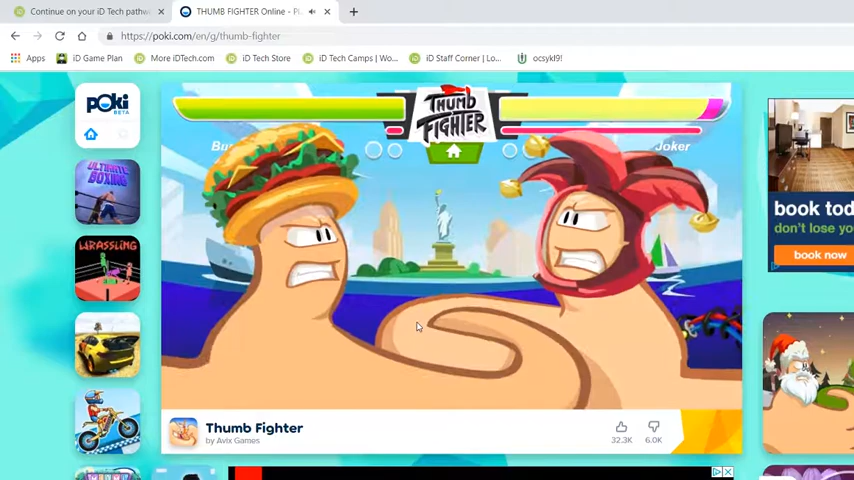 Continue on your iD Tech pathw
THUMB FIGHTER Online - Pl
https://poki.com/en/g/thumb-fighter
Apps
iD Game Plan
More iDTech.com
iD Tech Store
iD Tech Camps | Wo...
iD Staff Corner | Lo...
ocsykl9!
poki
BETA
THUMB
FIGHTER
Bur
Joker
ULTIMATE
BOXING
WRASSLING
book tod
don't lose you
book now
Thumb Fighter
by Avix Games
32.3K
6.0K